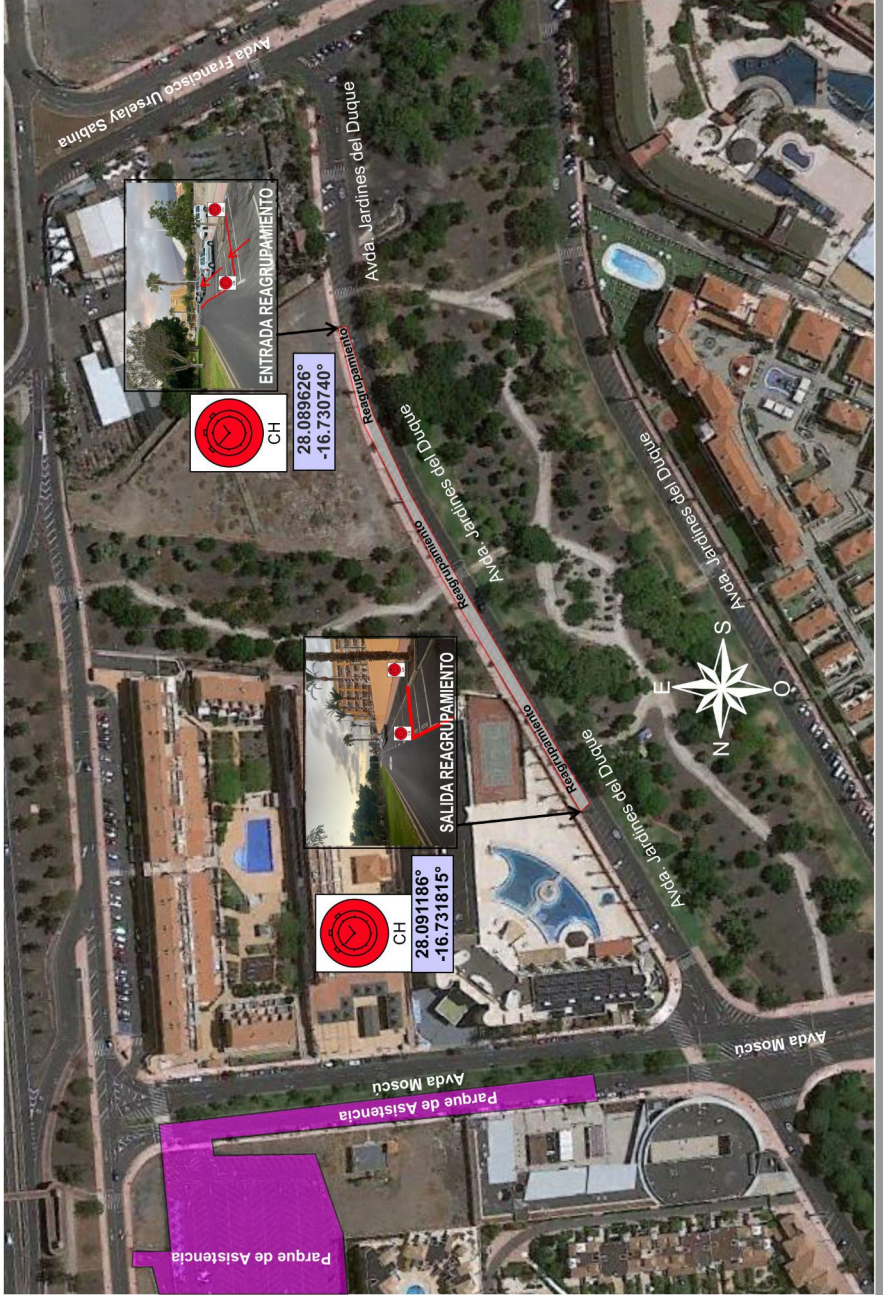 Avda Francisco Urselay Sabina
Avda. Jardines del Duque
ENTRADA REAGRUPAMIENTO
CH
28.089626°
-16.730740°
Reagrupamiento
Avda. Jardines del Duque
Reagrupamiento
Avda. Jardines del Duque
SALIDA REAGRUPAMIENTO
CH
28.091186°
-16.731815°
Reagrupamiento
Avda. Jardines del Duque
N
E
S
O
Avda Moscú
Avda Moscú
Parque de Asistencia
Parque de Asistencia